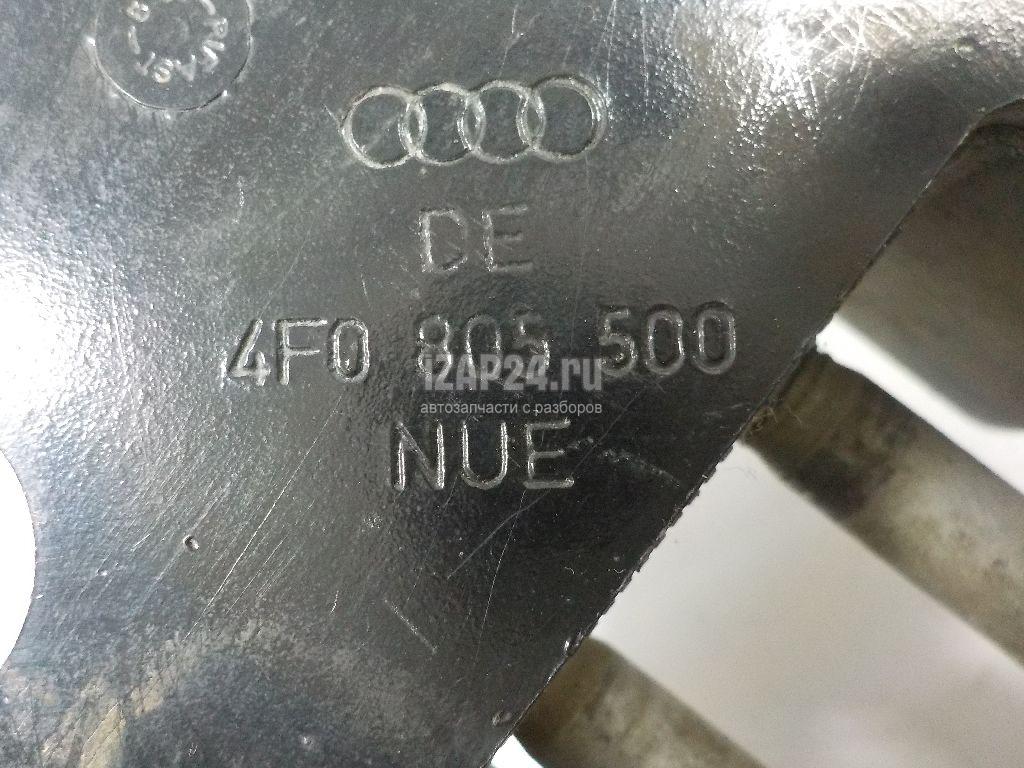 DE
4F0 805 500
iZAP24.ru
автозапчасти с разборов
NUE